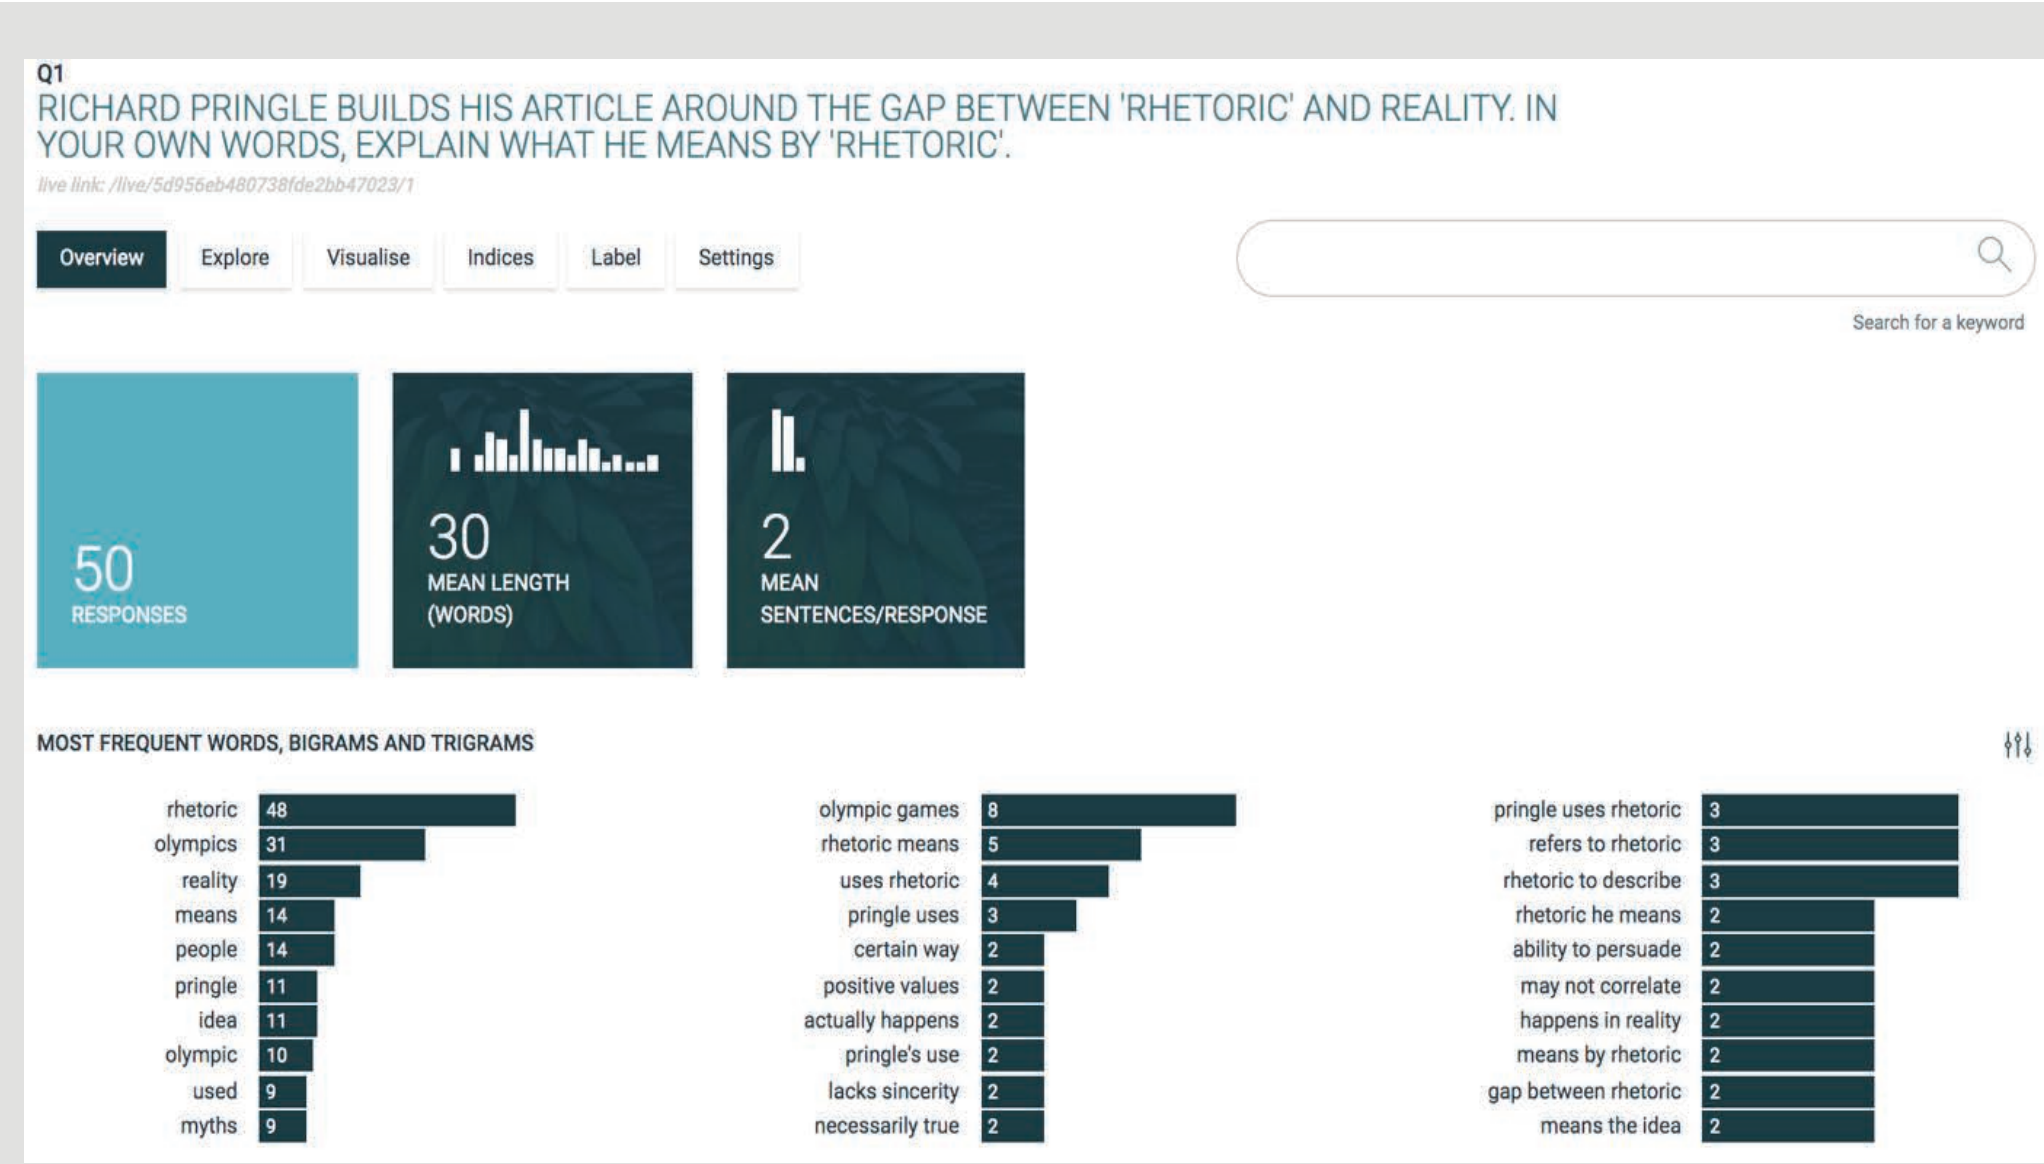 Q1
RICHARD PRINGLE BUILDS HIS ARTICLE AROUND THE GAP BETWEEN 'RHETORIC' AND REALITY. IN
YOUR OWN WORDS, EXPLAIN WHAT HE MEANS BY 'RHETORIC'.
live link: /live/5d956eb480738fde2bb47023/1
Overview Explore Visualise Indices Label Settings
Search for a keyword
50
RESPONSES
30
MEAN LENGTH
(WORDS)
2
MEAN
SENTENCES/RESPONSE
MOST FREQUENT WORDS, BIGRAMS AND TRIGRAMS
rhetoric 48
olympics 31
reality 19
means 14
people 14
pringle 11
idea 11
olympic 10
used 9
myths 9
olympic games 8
rhetoric means 5
uses rhetoric 4
pringle uses 3
certain way 2
positive values 2
actually happens 2
pringle's use 2
lacks sincerity 2
necessarily true 2
pringle uses rhetoric 3
refers to rhetoric 3
rhetoric to describe 3
rhetoric he means 2
ability to persuade 2
may not correlate 2
happens in reality 2
means by rhetoric 2
gap between rhetoric 2
means the idea 2